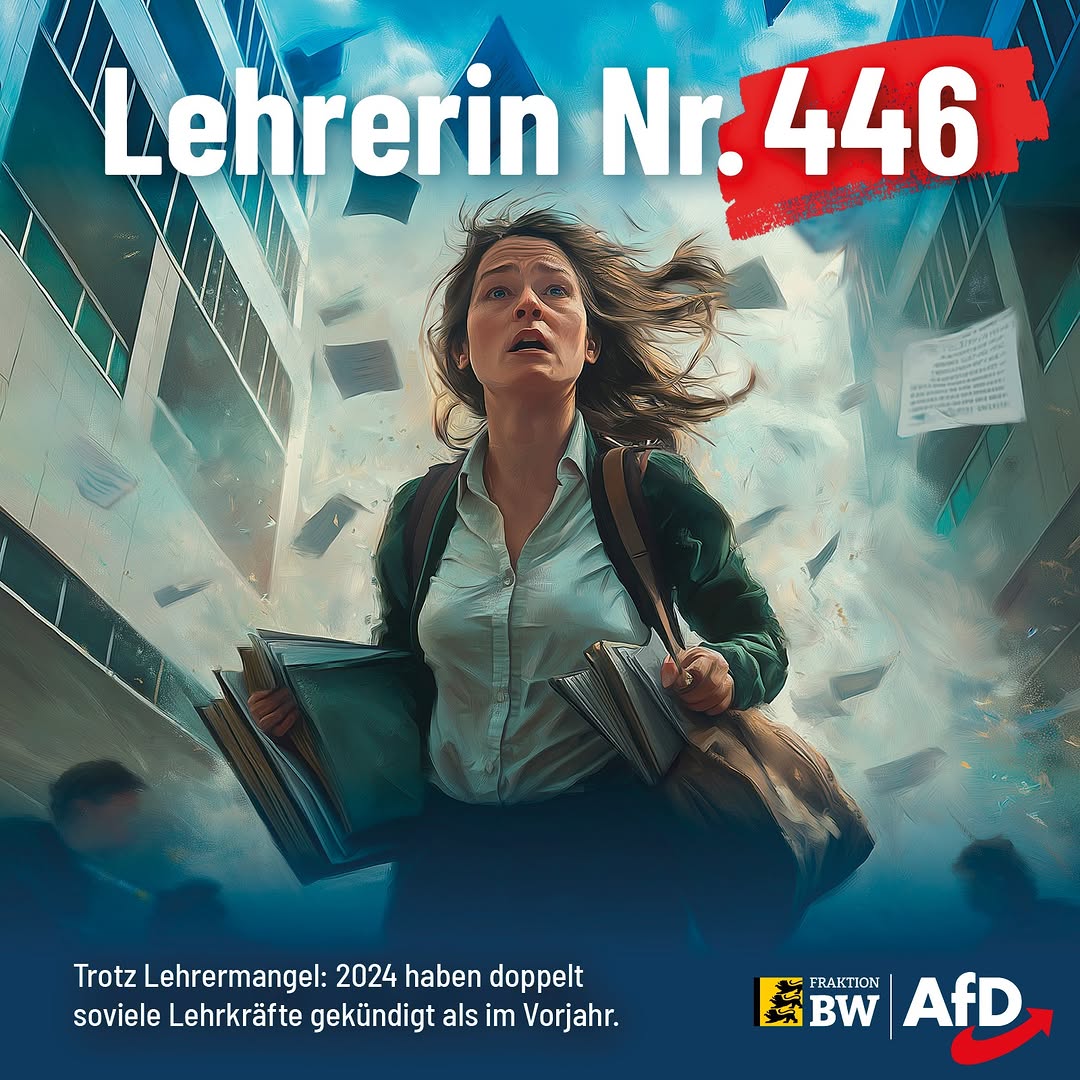 Lehrerin Nr. 446
Trotz Lehrermangel: 2024 haben doppelt
soviele Lehrkräfte gekündigt als im Vorjahr.
FRAKTION
BW
AfD